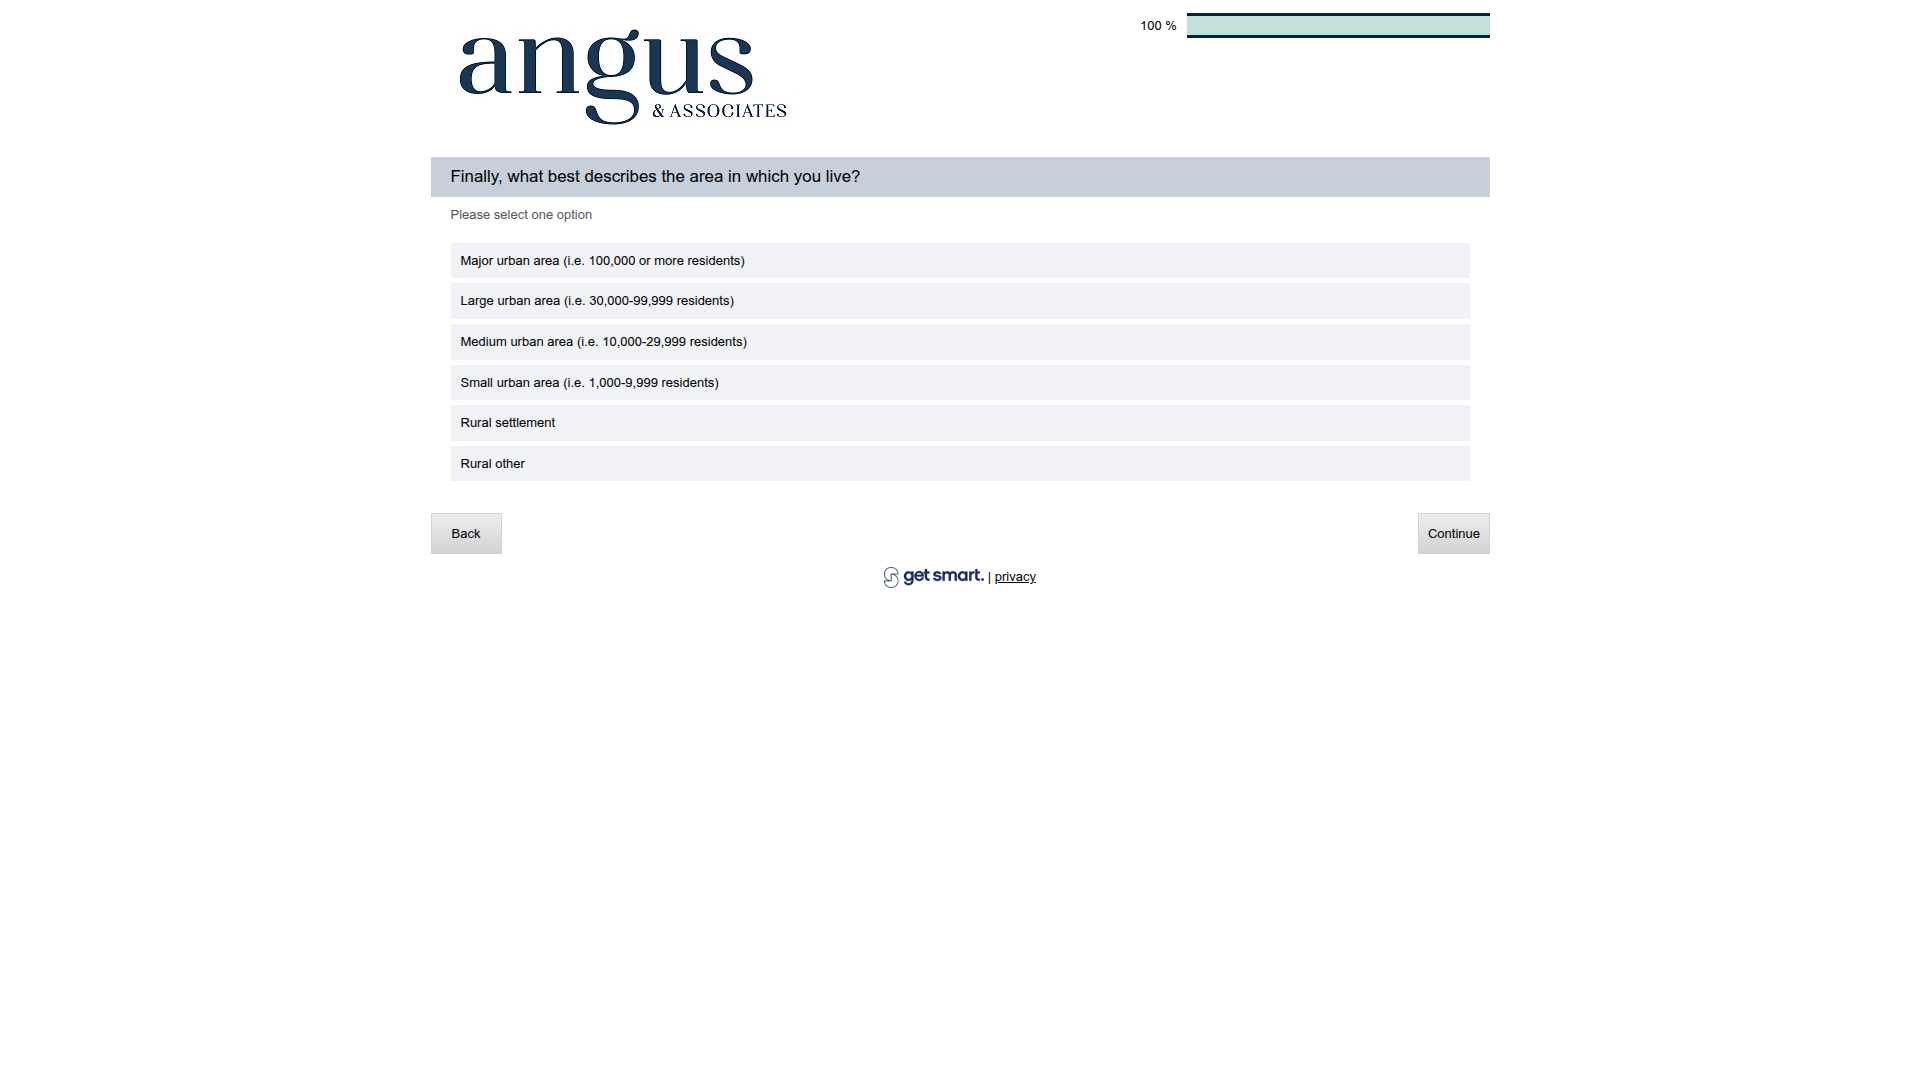 angus
& ASSOCIATES
100 %
Finally, what best describes the area in which you live?
Please select one option
Major urban area (i.e. 100,000 or more residents)
Large urban area (i.e. 30,000-99,999 residents)
Medium urban area (i.e. 10,000-29,999 residents)
Small urban area (i.e. 1,000-9,999 residents)
Rural settlement
Rural other
Back
Continue
get smart. | privacy